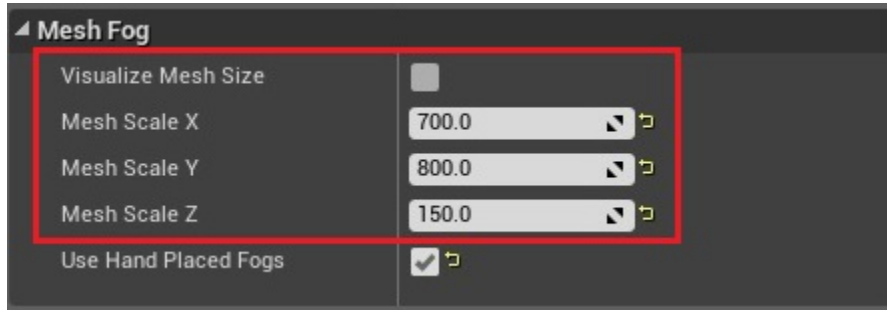 Mesh Fog
Visualize Mesh Size
Mesh Scale X 700.0
Mesh Scale Y 800.0
Mesh Scale Z 150.0
Use Hand Placed Fogs